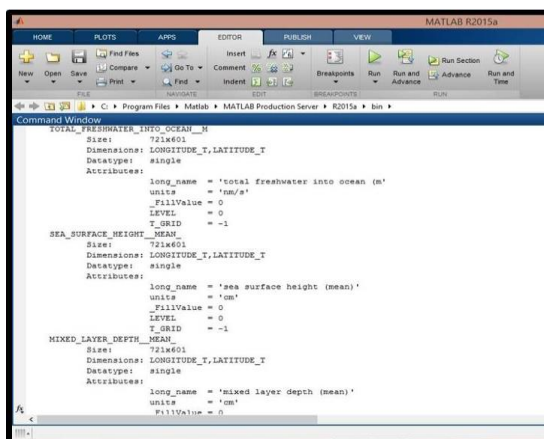 MATLAB R2015a
HOME PLOTS APPS EDITOR PUBLISH VIEW
New Open Save Find Files Compare Print Go To Find Insert fx Comment Indent Breakpoints Run Run and Advance Run Section Advance Run and Time
FILE NAVIGATE EDIT BREAKPOINTS RUN
C: Program Files Matlab MATLAB Production Server R2015a bin
Command Window
TOTAL_FRESHWATER_INTO_OCEAN__M
Size: 721x601
Dimensions: LONGITUDE_T,LATITUDE_T
Datatype: single
Attributes:
long_name = 'total freshwater into ocean (m'
units = 'nm/s'
_FillValue = 0
LEVEL = 0
T_GRID = -1
SEA_SURFACE_HEIGHT__MEAN_
Size: 721x601
Dimensions: LONGITUDE_T,LATITUDE_T
Datatype: single
Attributes:
long_name = 'sea surface height (mean)'
units = 'cm'
_FillValue = 0
LEVEL = 0
T_GRID = -1
MIXED_LAYER_DEPTH__MEAN_
Size: 721x601
Dimensions: LONGITUDE_T,LATITUDE_T
Datatype: single
Attributes:
long_name = 'mixed layer depth (mean)'
units = 'cm'
_FillValue = 0
fx